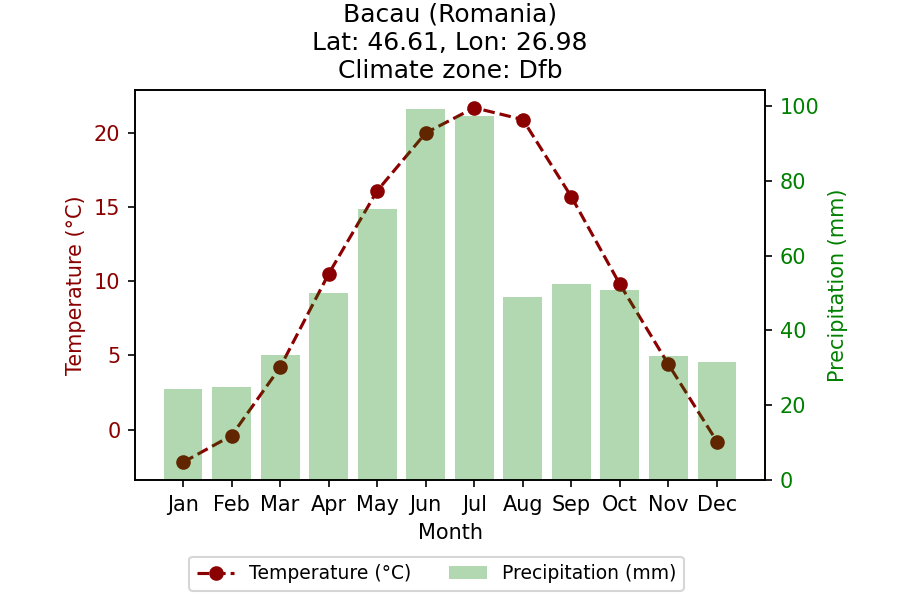 Bacau (Romania)
Lat: 46.61, Lon: 26.98
Climate zone: Dfb
Temperature (°C)
20
15
10
5
0
100
80
60
40
20
0
Precipitation (mm)
Jan Feb Mar Apr May Jun Jul Aug Sep Oct Nov Dec
Month
Temperature (°C) Precipitation (mm)